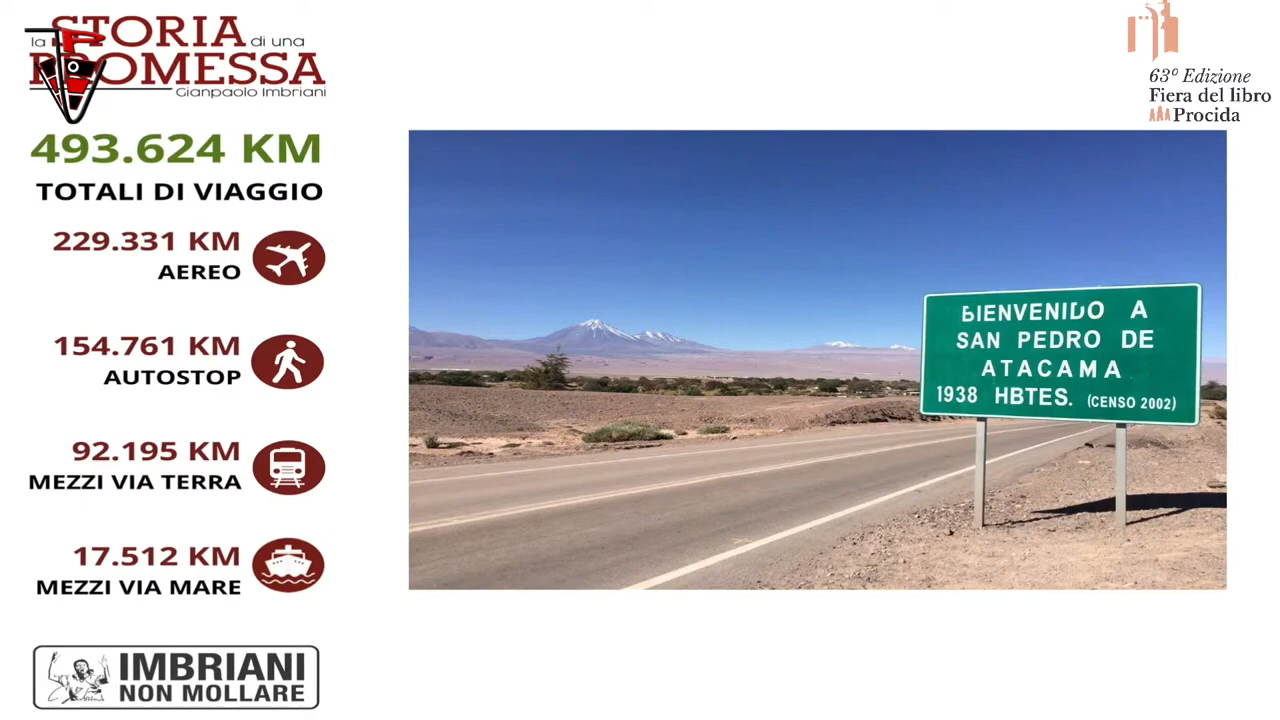 la STORIA di una
PROMESSA
Gianpaolo Imbriani
493.624 KM
TOTALI DI VIAGGIO
229.331 KM
AEREO
154.761 KM
AUTOSTOP
92.195 KM
MEZZI VIA TERRA
17.512 KM
MEZZI VIA MARE
IMBRIANI
NON MOLLARE
63º Edizione
Fiera del libro
Procida
BIENVENIDO A
SAN PEDRO DE
ATACAMA
1938 HBTES. (CENSO 2002)